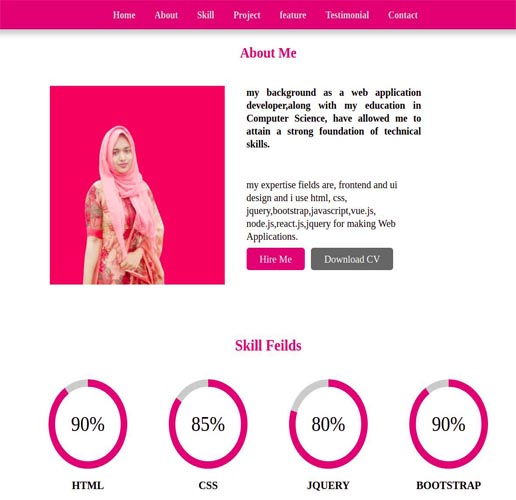 Home About Skill Project feature Testimonial Contact
About Me
my background as a web application
developer,along with my education in
Computer Science, have allowed me to
attain a strong foundation of technical
skills.
my expertise fields are, frontend and ui
design and i use html, css,
jquery,bootstrap,javascript,vue.js,
node.js,react.js,jquery for making Web
Applications.
Hire Me Download CV
Skill Feilds
90% 85% 80% 90%
HTML CSS JQUERY BOOTSTRAP